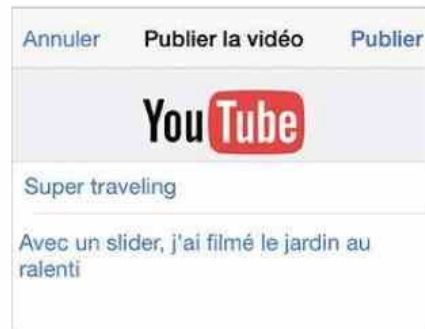 Annuler Publier la vidéo Publier
YouTube
Super traveling
Avec un slider, j'ai filmé le jardin au
ralenti